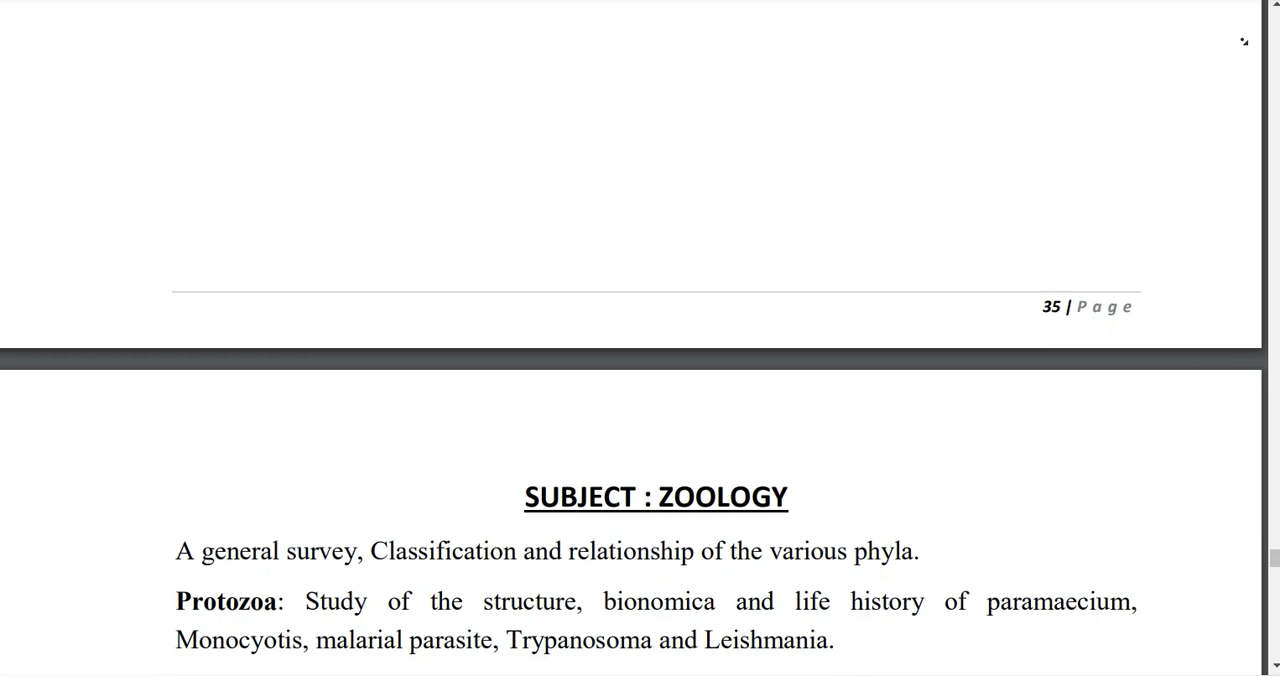 35 | P a g e
SUBJECT : ZOOLOGY
A general survey, Classification and relationship of the various phyla.
Protozoa: Study of the structure, bionomica and life history of paramaecium,
Monocyotis, malarial parasite, Trypanosoma and Leishmania.